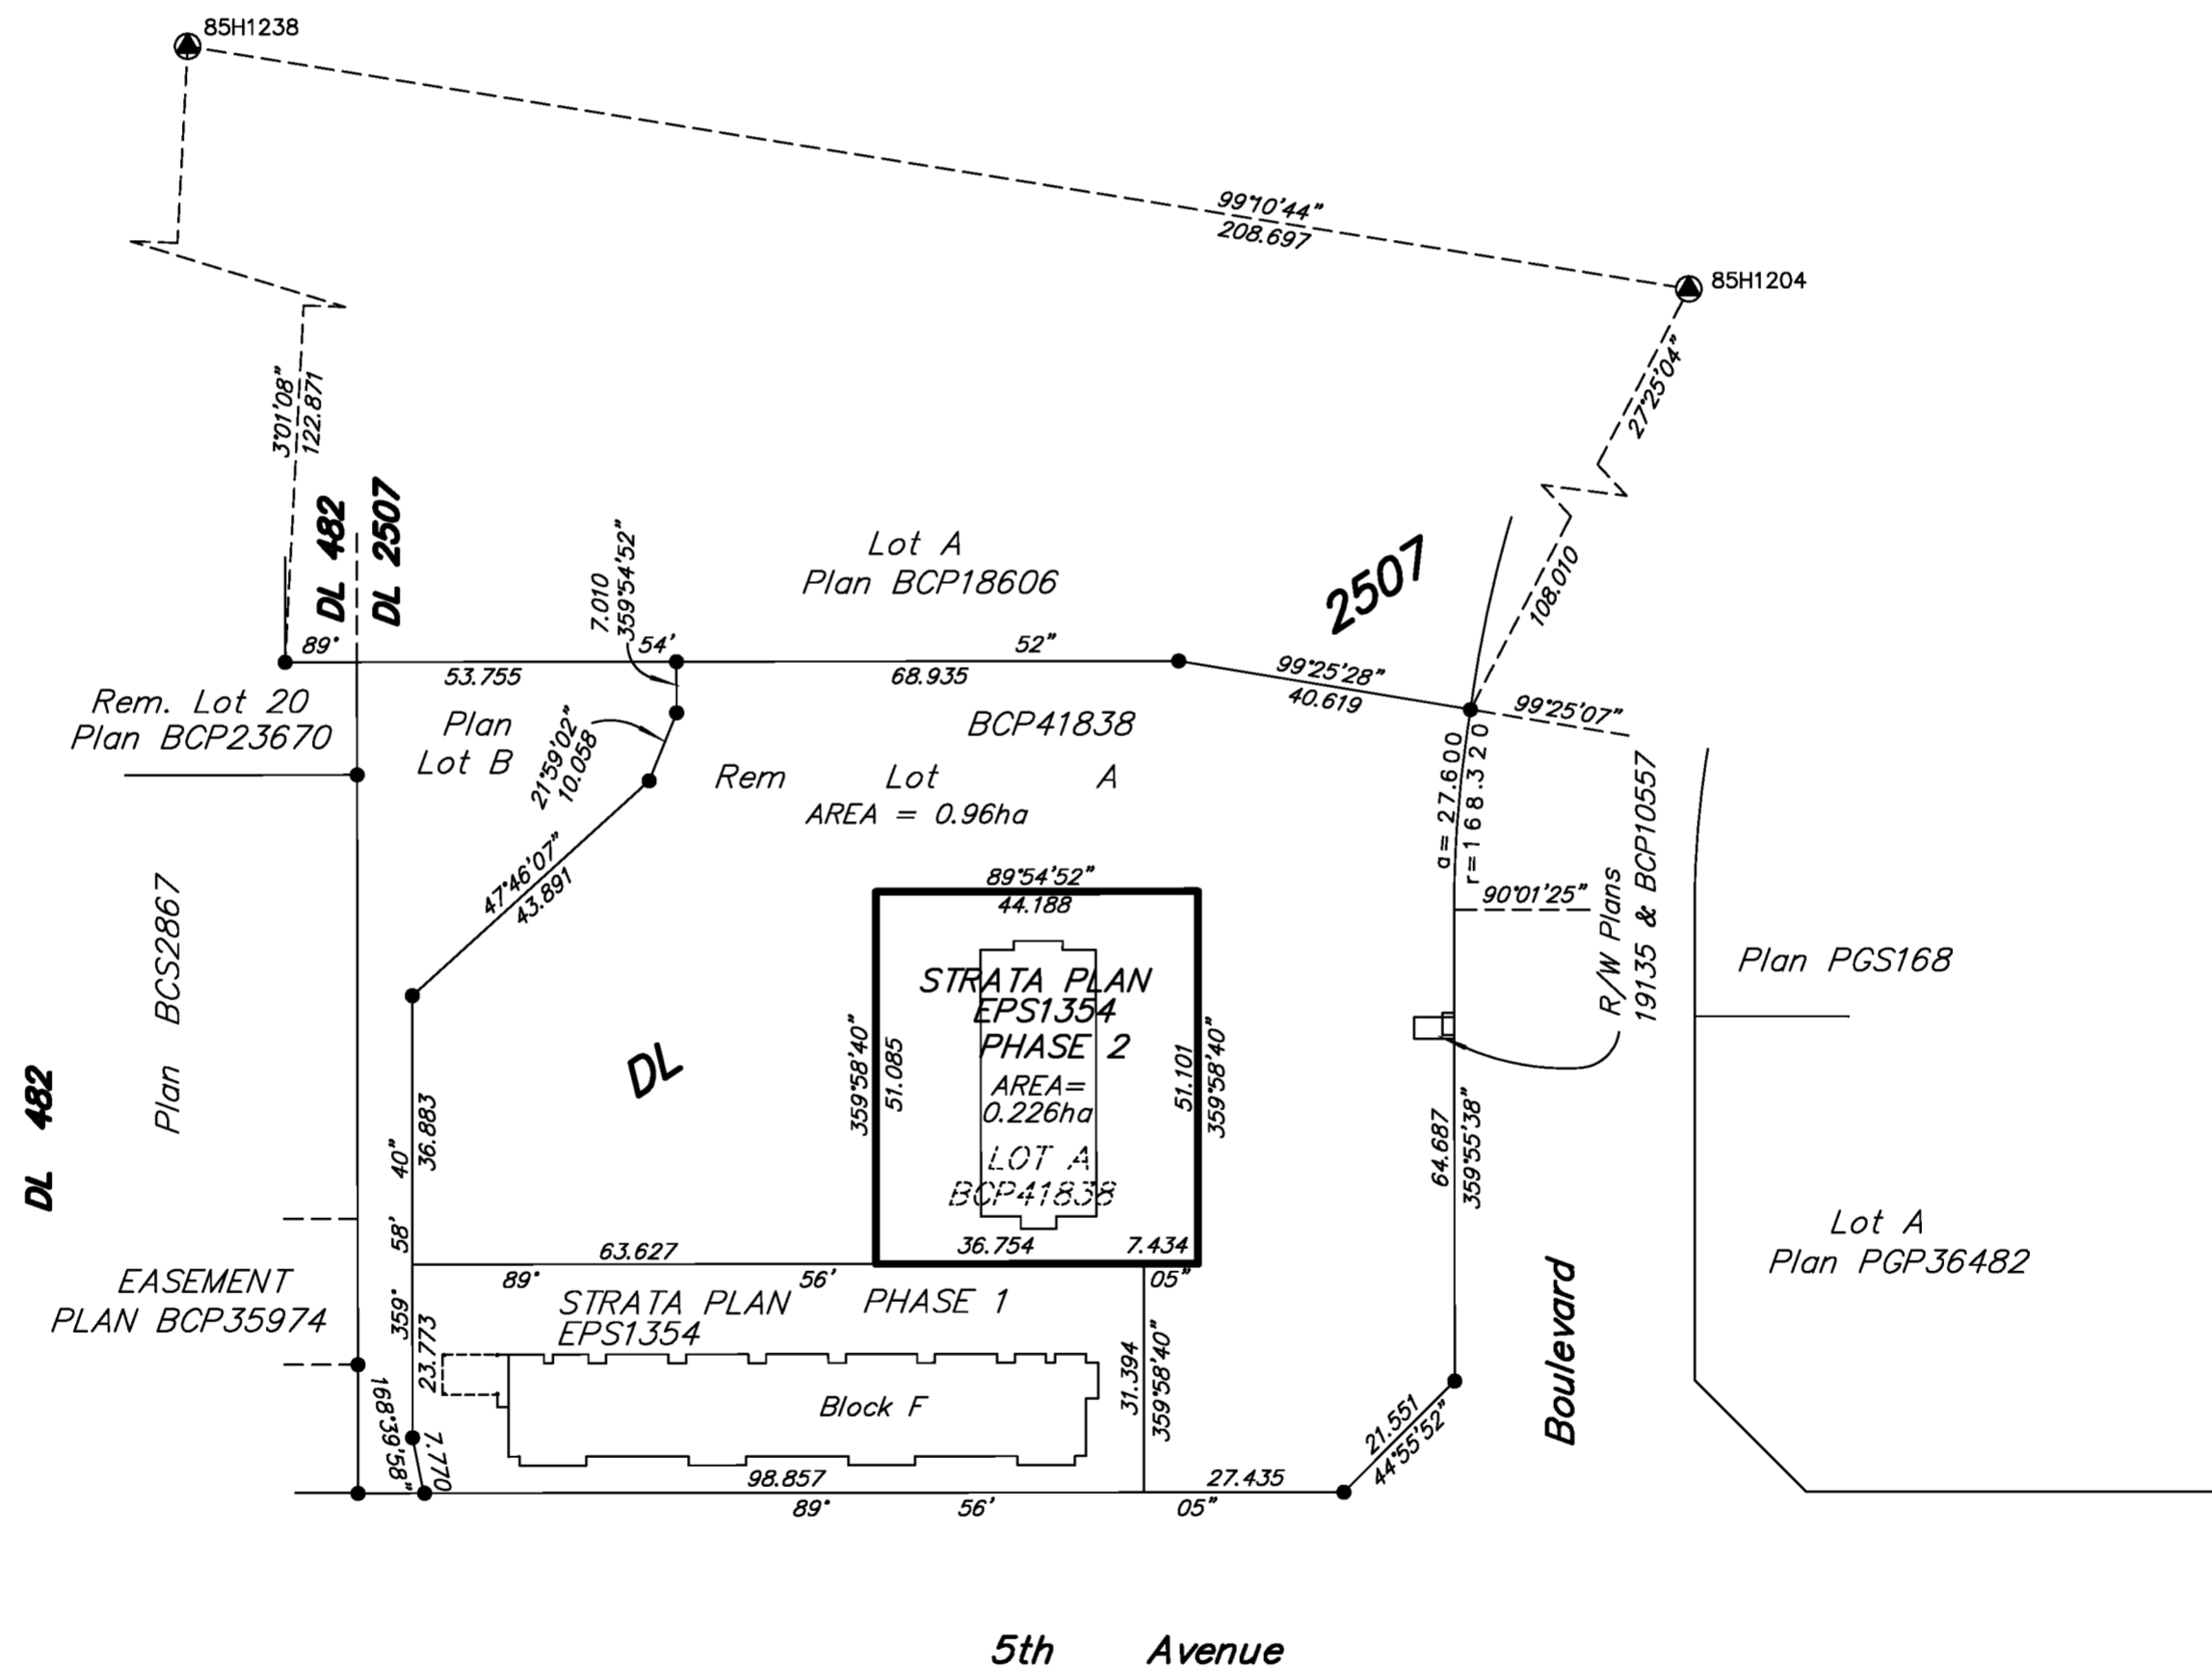 85H1238
99°10'44"
208.697
85H1204
27°25'04"
108.010
3°01'08"
122.871
DL 482
DL 2507
7.010
359°54'52"
Lot A
Plan BCP18606
2507
89° 54' 52"
53.755
68.935
99°25'28"
40.619
99°25'07"
Rem. Lot 20
Plan BCP23670
Plan BCP41838
Lot B
21°59'02"
10.058
Rem Lot A
AREA = 0.96ha
a=27.600
r=168.320
47°46'07"
43.891
89°54'52"
44.188
90°01'25"
R/W Plans
19135 & BCP10557
Plan PGS168
Plan BCS2867
DL 482
DL
STRATA PLAN
EPS1354
PHASE 2
AREA=
0.226ha
LOT A
BCP41838
359°58'40"
51.085
51.101
359°58'40"
36.883
359° 58' 40"
64.687
359°55'38"
Lot A
Plan PGP36482
63.627
36.754
7.434
89° 56' 05"
EASEMENT
PLAN BCP35974
STRATA PLAN PHASE 1
EPS1354
23.773
Block F
31.394
359°58'40"
168°39'58"
7.770
21.551
44°55'52"
Boulevard
98.857
27.435
89° 56' 05"
5th Avenue